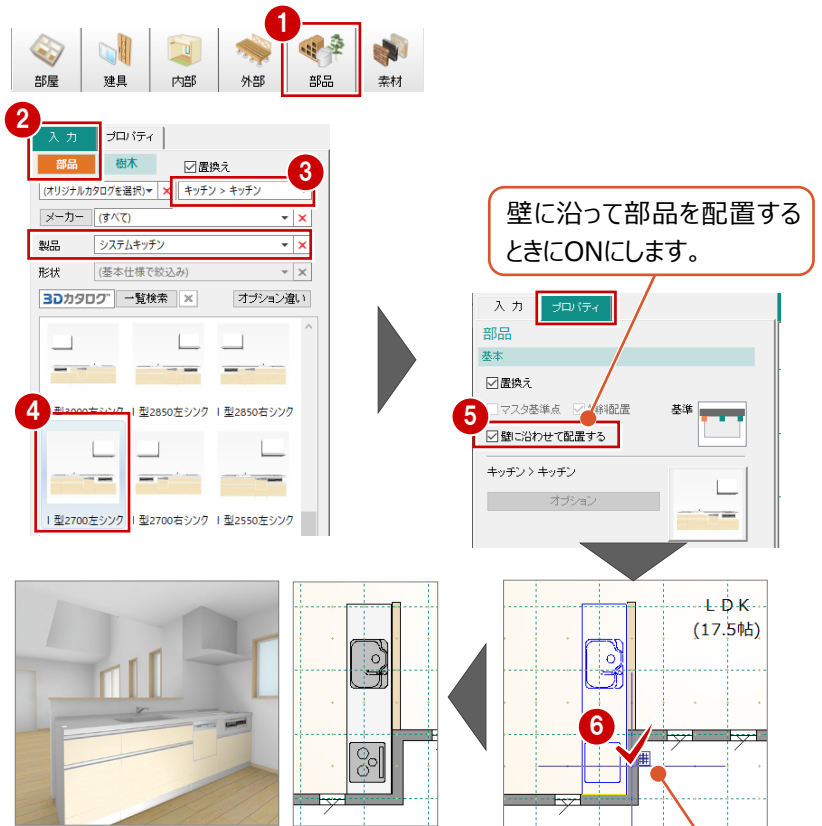 1
部屋
建具
内部
外部
部品
素材
2
入 力
プロパティ
部品
樹木
置換え
3
(オリジナルカタログを選択)
キッチン > キッチン
メーカー
(すべて)
製品
システムキッチン
形状
(基本仕様で絞込み)
3Dカタログ
一覧検索
オプション違い
I 型3000左シンク
I 型2850左シンク
I 型2850右シンク
4
I 型2700左シンク
I 型2700右シンク
I 型2550左シンク
壁に沿って部品を配置する
ときにONにします。
入 力
プロパティ
部品
基本
置換え
マスタ基準点
斜配置
基準
5
壁に沿わせて配置する
キッチン > キッチン
オプション
LDK
(17.5帖)
6